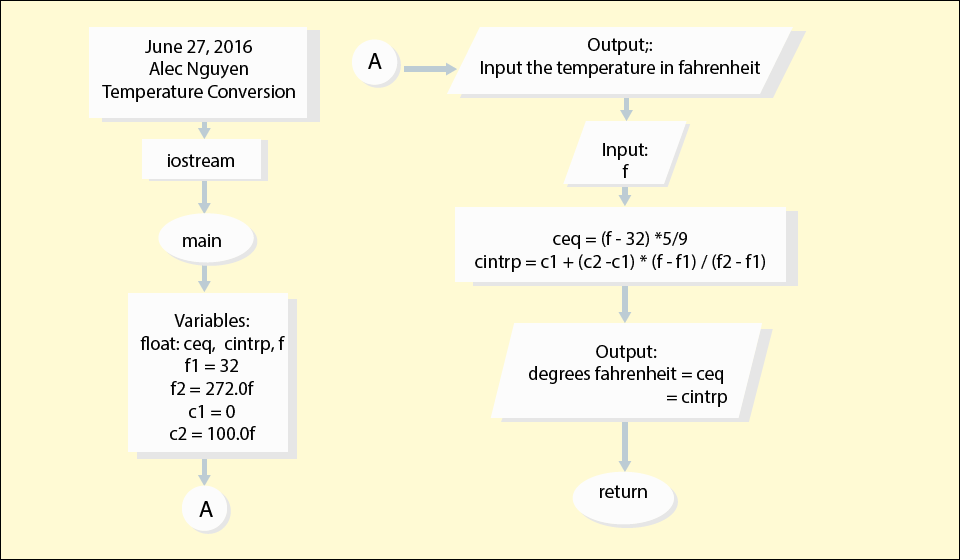 June 27, 2016
Alec Nguyen
Temperature Conversion
iostream
main
Variables:
float: ceq, cintrp, f
f1 = 32
f2 = 272.0f
c1 = 0
c2 = 100.0f
A
A
Output;:
Input the temperature in fahrenheit
Input:
f
ceq = (f - 32) *5/9
cintrp = c1 + (c2 -c1) * (f - f1) / (f2 - f1)
Output:
degrees fahrenheit = ceq
= cintrp
return